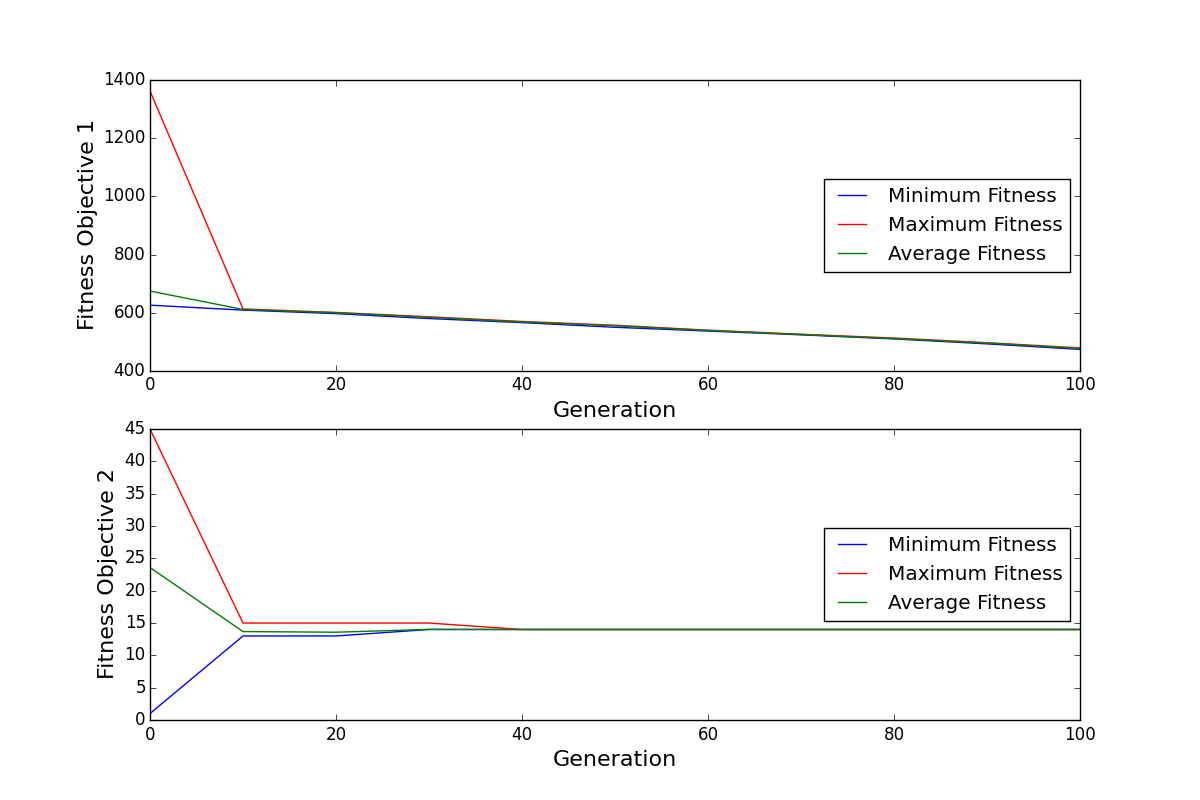 1400
1200
1000
800
600
400
Fitness Objective 1
Minimum Fitness
Maximum Fitness
Average Fitness
0 20 40 60 80 100
Generation
45
40
35
30
25
20
15
10
5
0
Fitness Objective 2
Minimum Fitness
Maximum Fitness
Average Fitness
0 20 40 60 80 100
Generation